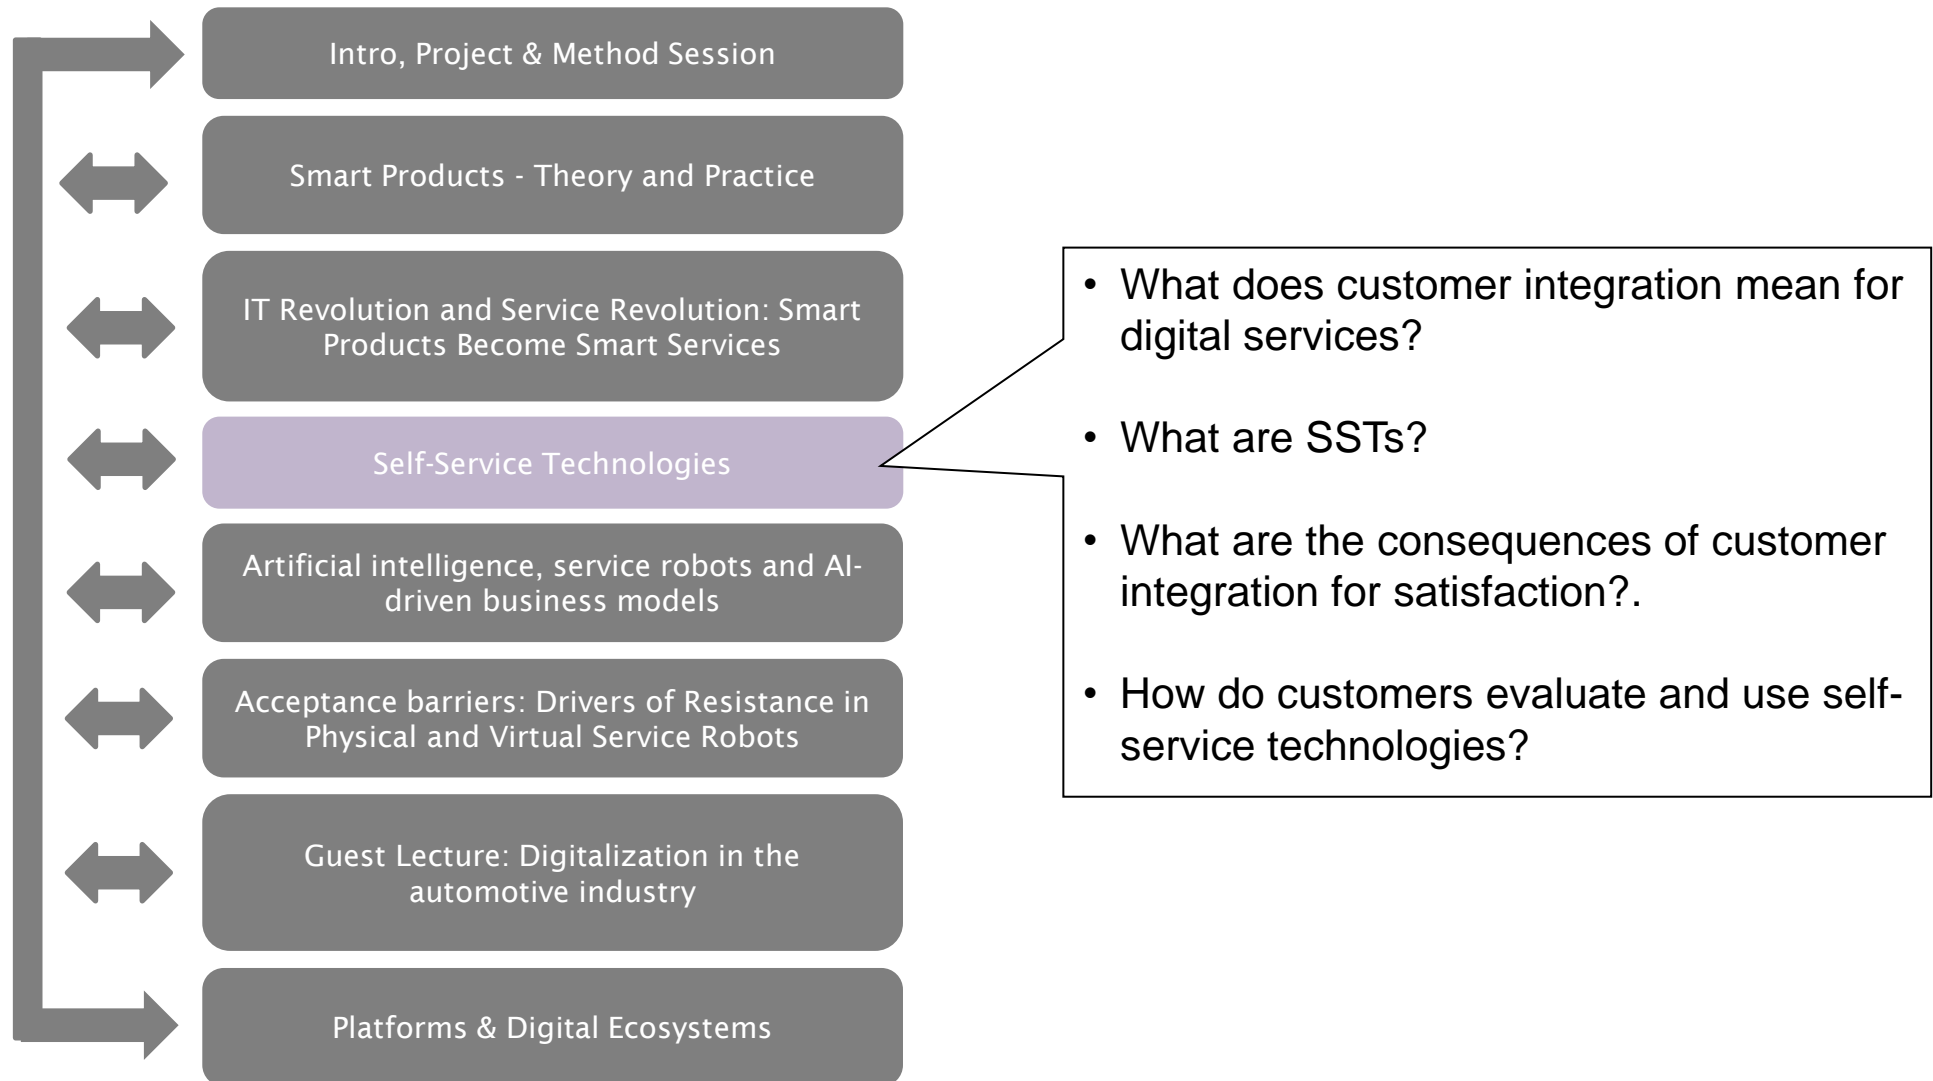 Intro, Project & Method Session
Smart Products - Theory and Practice
IT Revolution and Service Revolution: Smart
Products Become Smart Services
Self-Service Technologies
Artificial intelligence, service robots and AI-
driven business models
Acceptance barriers: Drivers of Resistance in
Physical and Virtual Service Robots
Guest Lecture: Digitalization in the
automotive industry
Platforms & Digital Ecosystems
• What does customer integration mean for
digital services?
• What are SSTs?
• What are the consequences of customer
integration for satisfaction?.
• How do customers evaluate and use self-
service technologies?